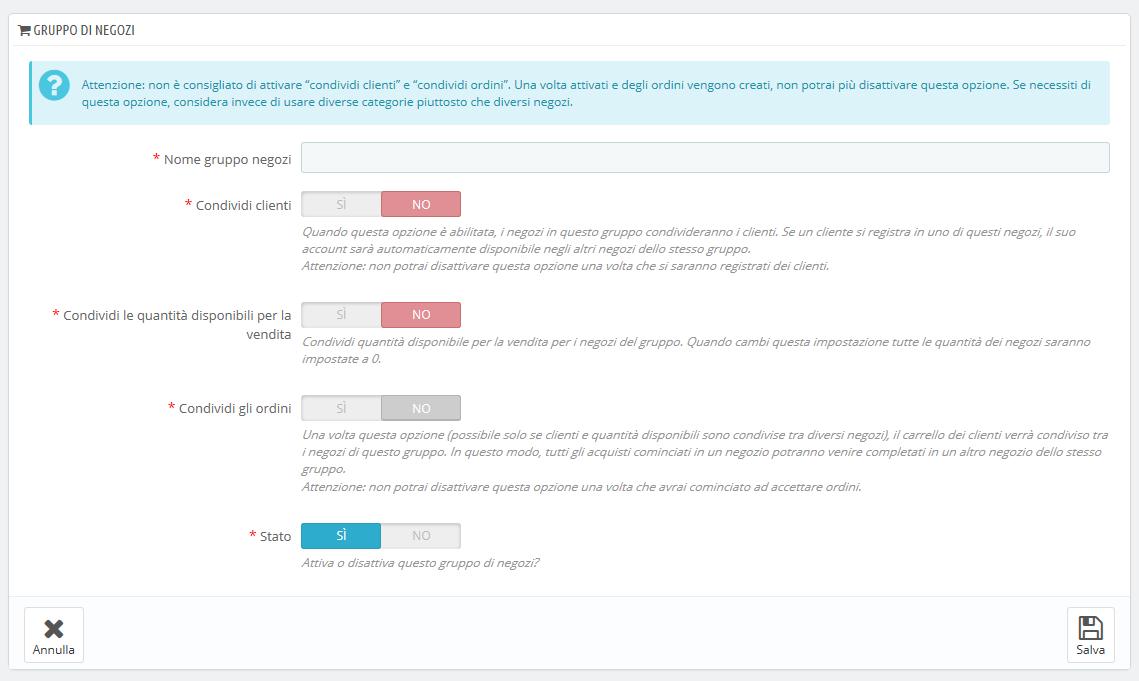 GRUPPO DI NEGOZI
Attenzione: non è consigliato di attivare “condividi clienti” e “condividi ordini”. Una volta attivati e degli ordini vengono creati, non potrai più disattivare questa opzione. Se necessiti di
questa opzione, considera invece di usare diverse categorie piuttosto che diversi negozi.
* Nome gruppo negozi
* Condividi clienti SÌ NO
Quando questa opzione è abilitata, i negozi in questo gruppo condivideranno i clienti. Se un cliente si registra in uno di questi negozi, il suo
account sarà automaticamente disponibile negli altri negozi dello stesso gruppo.
Attenzione: non potrai disattivare questa opzione una volta che si saranno registrati dei clienti.
* Condividi le quantità disponibili per la
vendita
SÌ NO
Condividi quantità disponibile per la vendita per i negozi del gruppo. Quando cambi questa impostazione tutte le quantità dei negozi saranno
impostate a 0.
* Condividi gli ordini SÌ NO
Una volta questa opzione (possibile solo se clienti e quantità disponibili sono condivise tra diversi negozi), il carrello dei clienti verrà condiviso tra
i negozi di questo gruppo. In questo modo, tutti gli acquisti cominciati in un negozio potranno venire completati in un altro negozio dello stesso
gruppo.
Attenzione: non potrai disattivare questa opzione una volta che avrai cominciato ad accettare ordini.
* Stato SÌ NO
Attiva o disattiva questo gruppo di negozi?
Annulla Salva